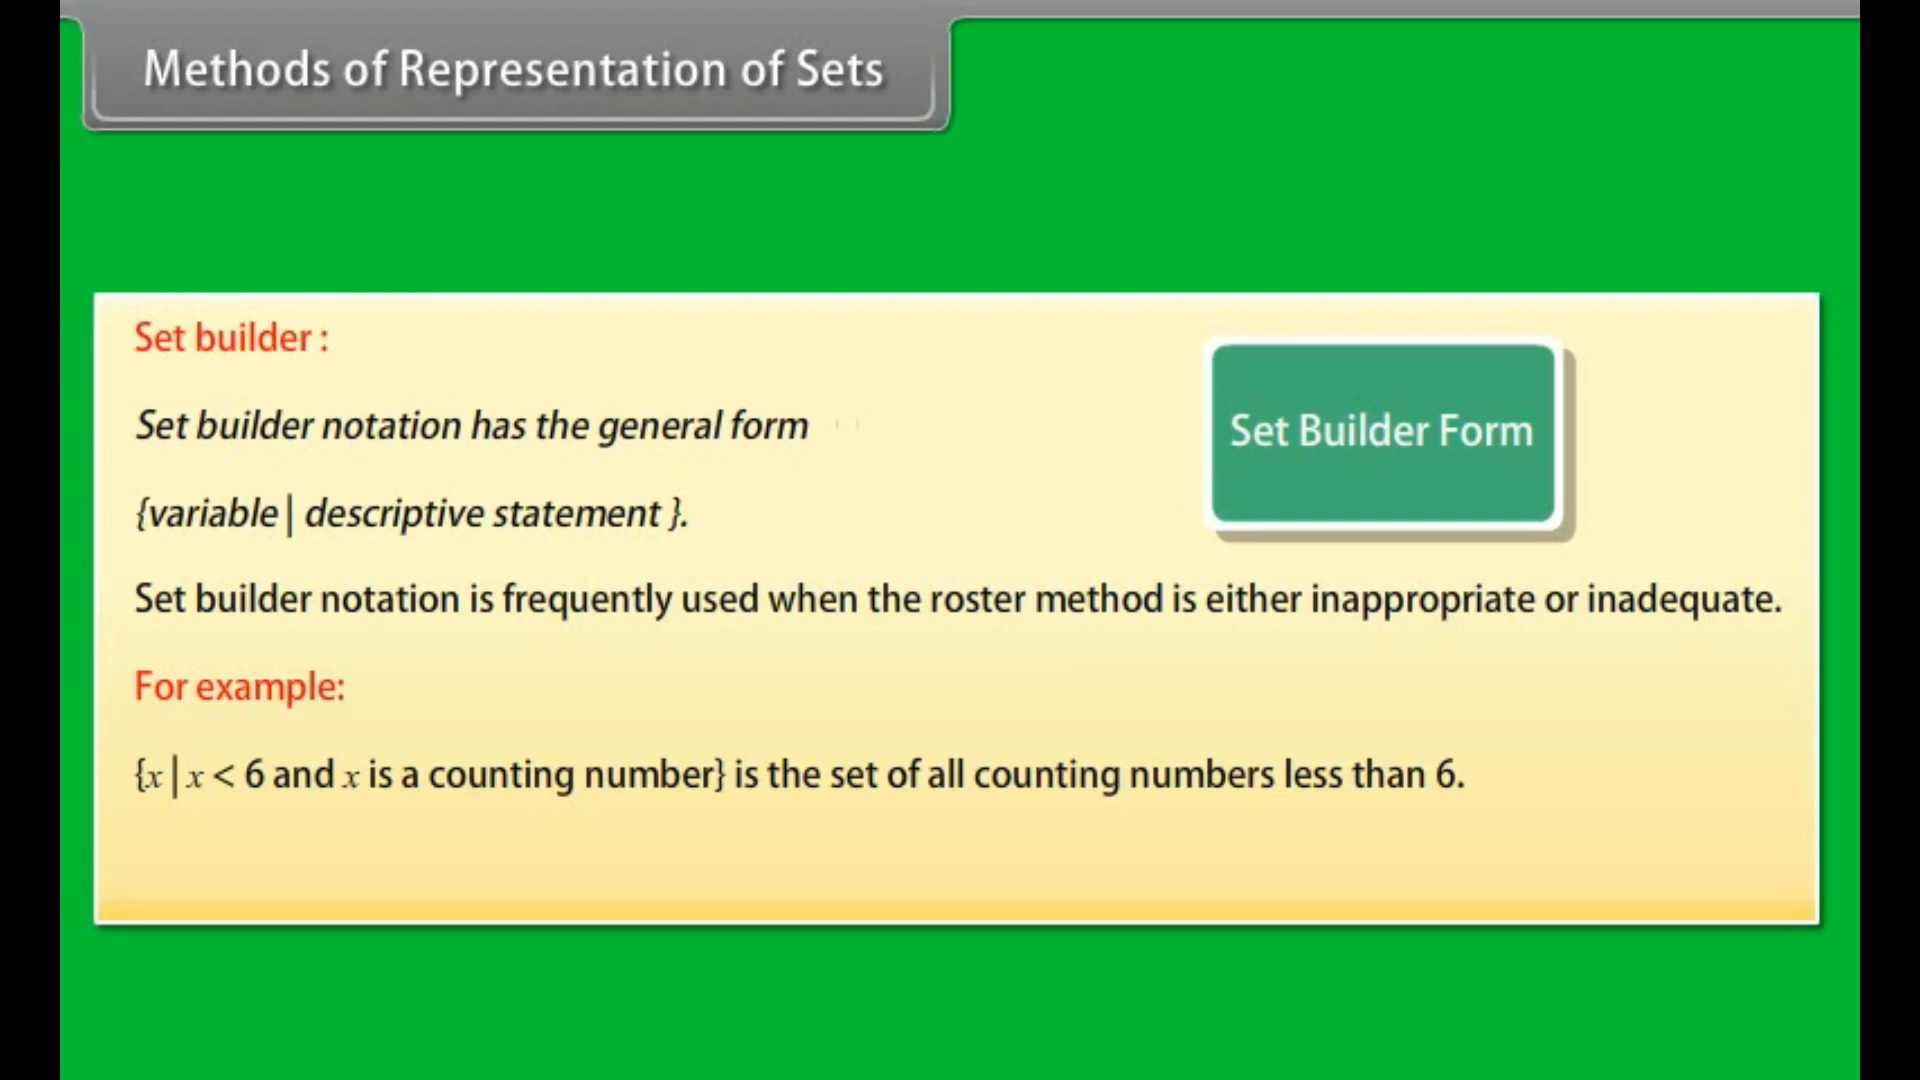 Methods of Representation of Sets
Set builder :
Set Builder Form
Set builder notation has the general form
{variable | descriptive statement }.
Set builder notation is frequently used when the roster method is either inappropriate or inadequate.
For example:
{x | x < 6 and x is a counting number} is the set of all counting numbers less than 6.